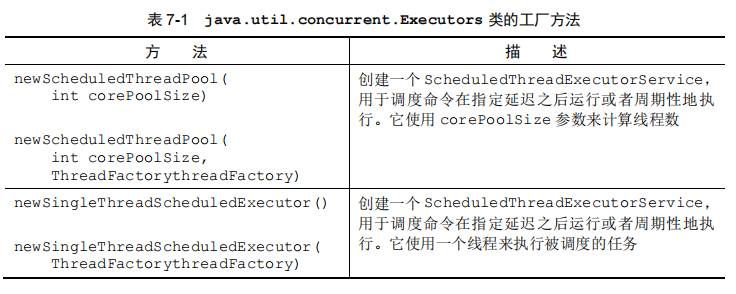 表 7-1 java.util.concurrent.Executors 类的工厂方法
方 法
描 述
newScheduledThreadPool(
int corePoolSize)
newScheduledThreadPool(
int corePoolSize,
ThreadFactorythreadFactory)
创建一个 ScheduledThreadExecutorService,
用于调度命令在指定延迟之后运行或者周期性地执
行。它使用 corePoolSize 参数来计算线程数
newSingleThreadScheduledExecutor()
newSingleThreadScheduledExecutor(
ThreadFactorythreadFactory)
创建一个 ScheduledThreadExecutorService,
用于调度命令在指定延迟之后运行或者周期性地执
行。它使用一个线程来执行被调度的任务